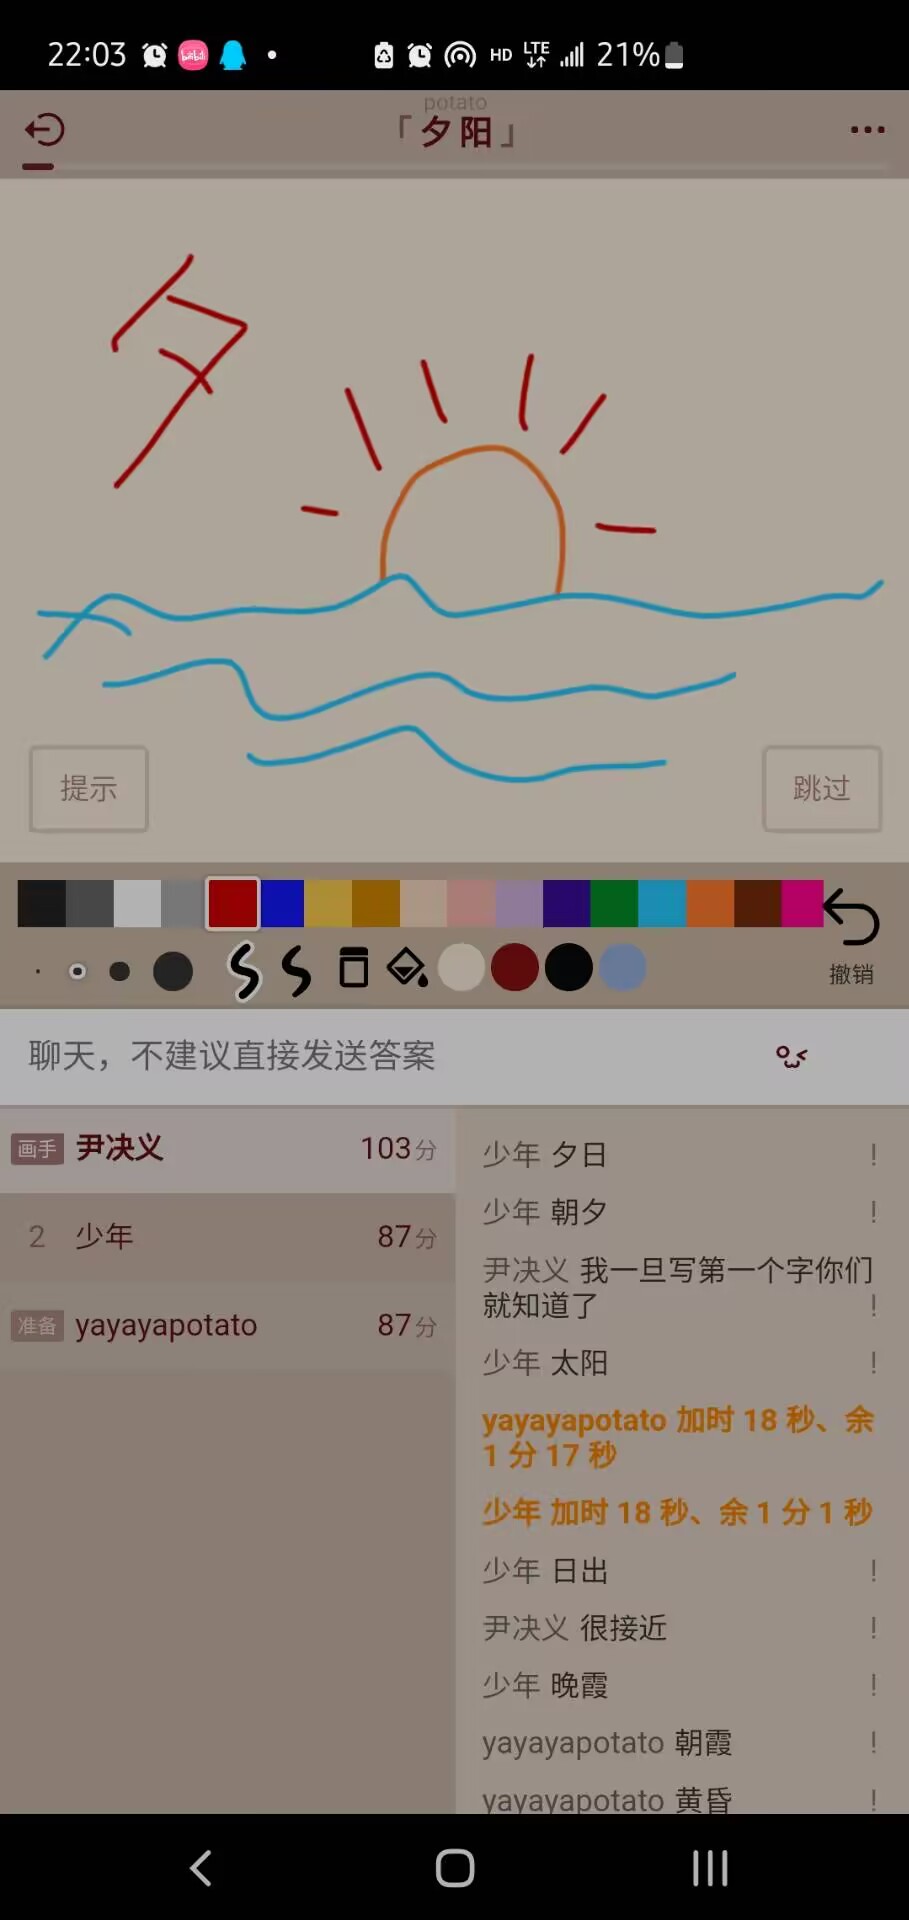 22:03 HD LTE 21%
potato
「夕阳」
夕
提示
跳过
撤销
聊天，不建议直接发送答案
画手 尹决义 103分
2 少年 87分
准备 yayayapotato 87分
少年 夕日 !
少年 朝夕 !
尹决义 我一旦写第一个字你们
就知道了 !
少年 太阳 !
yayayapotato 加时 18 秒、余
1 分 17 秒
少年 加时 18 秒、余 1 分 1 秒
少年 日出 !
尹决义 很接近 !
少年 晚霞 !
yayayapotato 朝霞 !
yayayapotato 黄昏 !